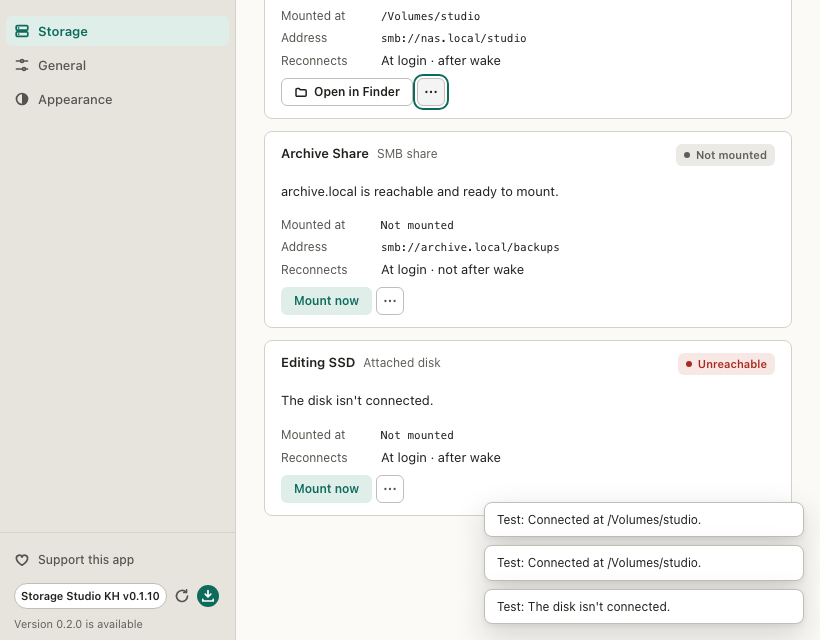 Storage
General
Appearance
Support this app
Storage Studio KH v0.1.10
Version 0.2.0 is available
Mounted at /Volumes/studio
Address smb://nas.local/studio
Reconnects At login · after wake
Open in Finder ···
Archive Share SMB share Not mounted
archive.local is reachable and ready to mount.
Mounted at Not mounted
Address smb://archive.local/backups
Reconnects At login · not after wake
Mount now ···
Editing SSD Attached disk Unreachable
The disk isn't connected.
Mounted at Not mounted
Reconnects At login · after wake
Mount now ···
Test: Connected at /Volumes/studio.
Test: Connected at /Volumes/studio.
Test: The disk isn't connected.